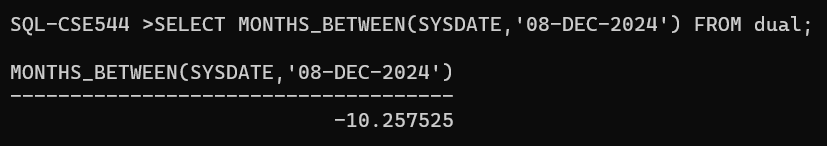 SQL-CSE544 >SELECT MONTHS_BETWEEN(SYSDATE,'08-DEC-2024') FROM dual;
MONTHS_BETWEEN(SYSDATE,'08-DEC-2024')
-------------------------------------
-10.257525